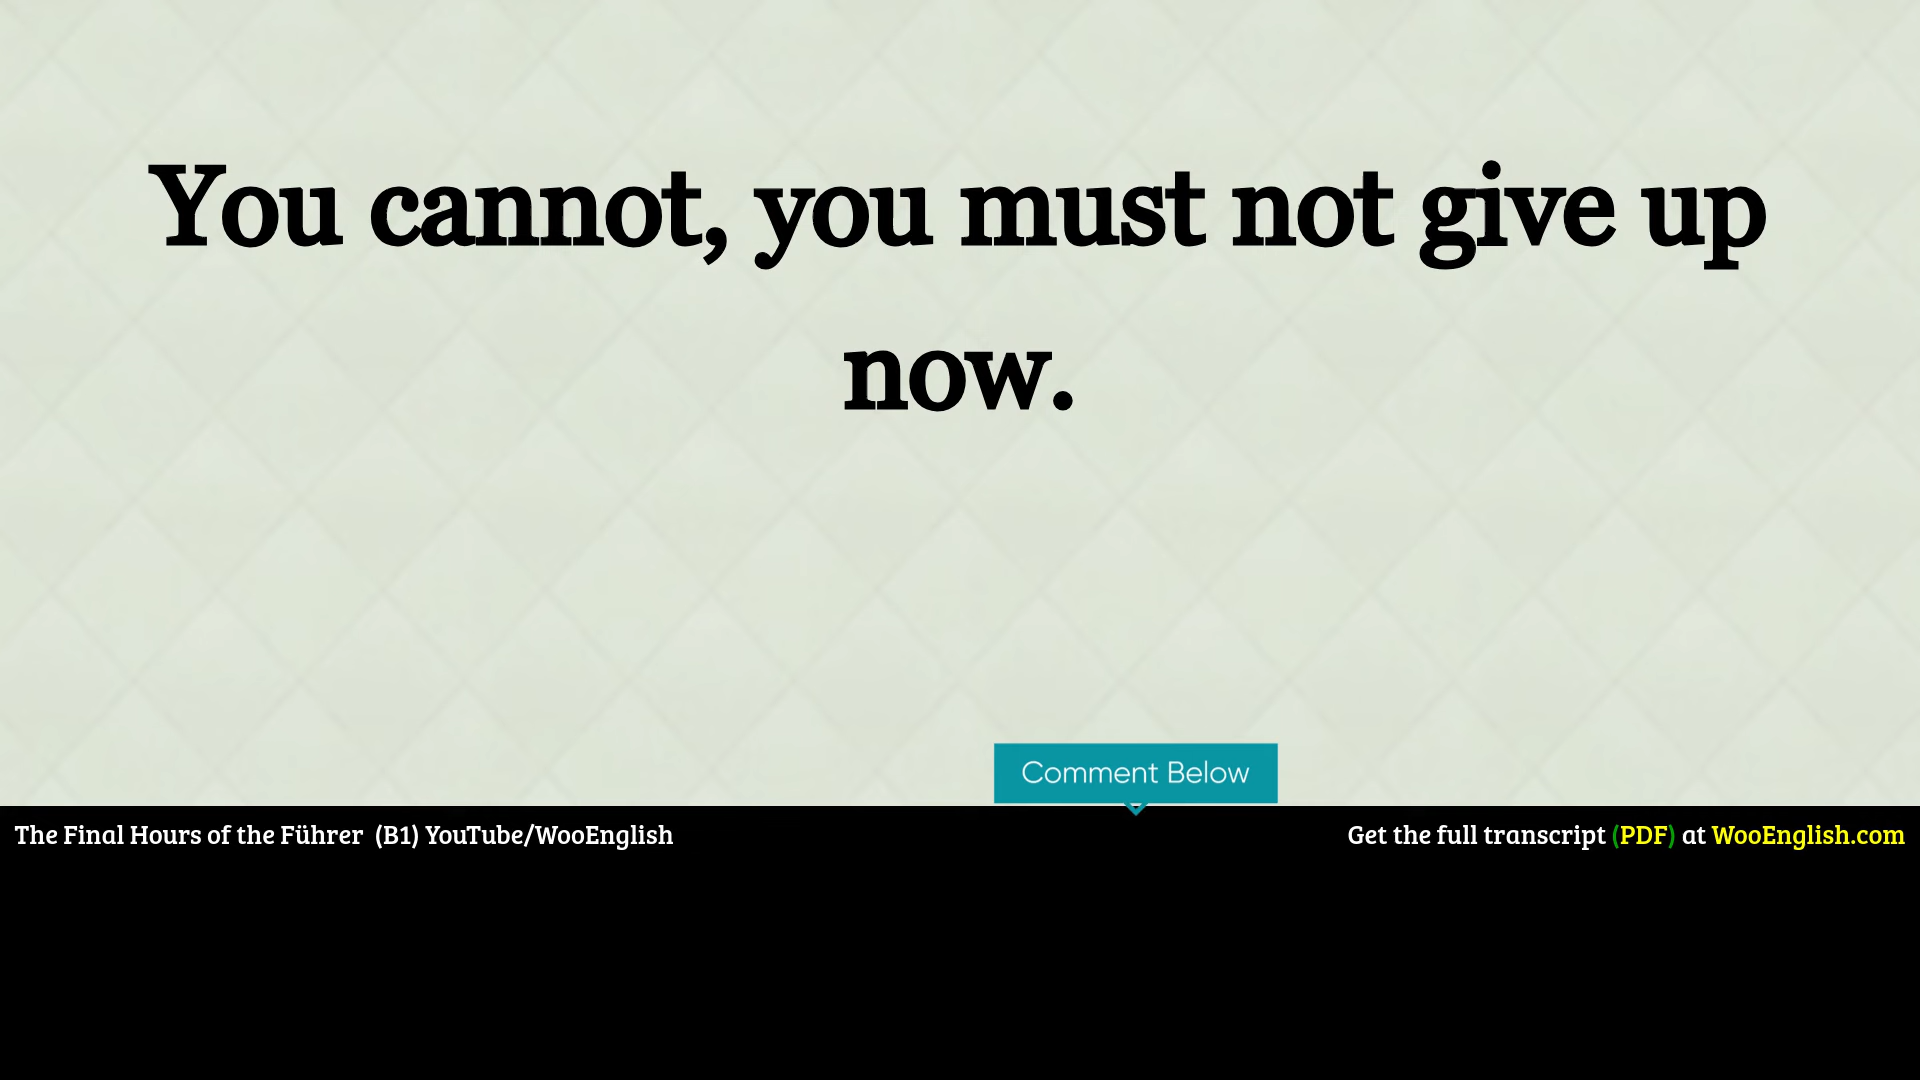 You cannot, you must not give up
now.
Comment Below
The Final Hours of the Führer (B1) YouTube/WooEnglish
Get the full transcript (PDF) at WooEnglish.com